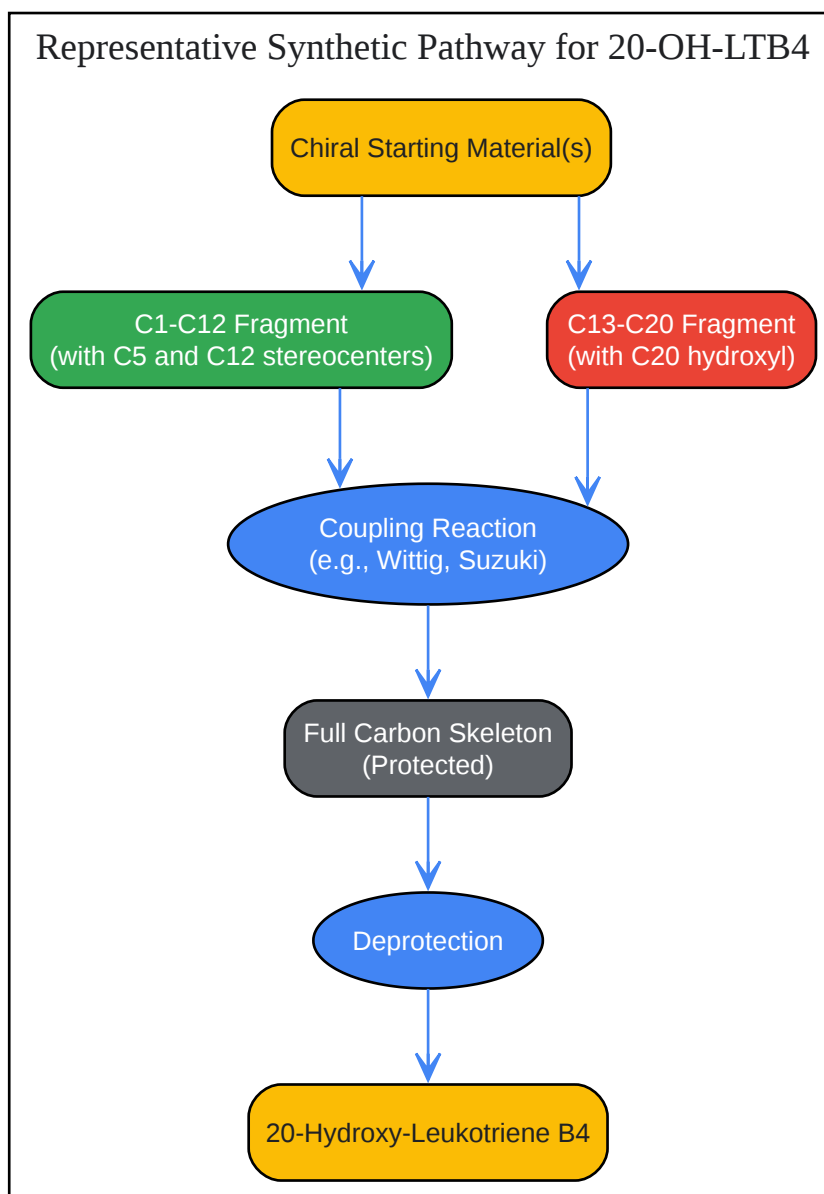 Representative Synthetic Pathway for 20-OH-LTB4
Chiral Starting Material(s)
C1-C12 Fragment
(with C5 and C12 stereocenters)
C13-C20 Fragment
(with C20 hydroxyl)
Coupling Reaction
(e.g., Wittig, Suzuki)
Full Carbon Skeleton
(Protected)
Deprotection
20-Hydroxy-Leukotriene B4